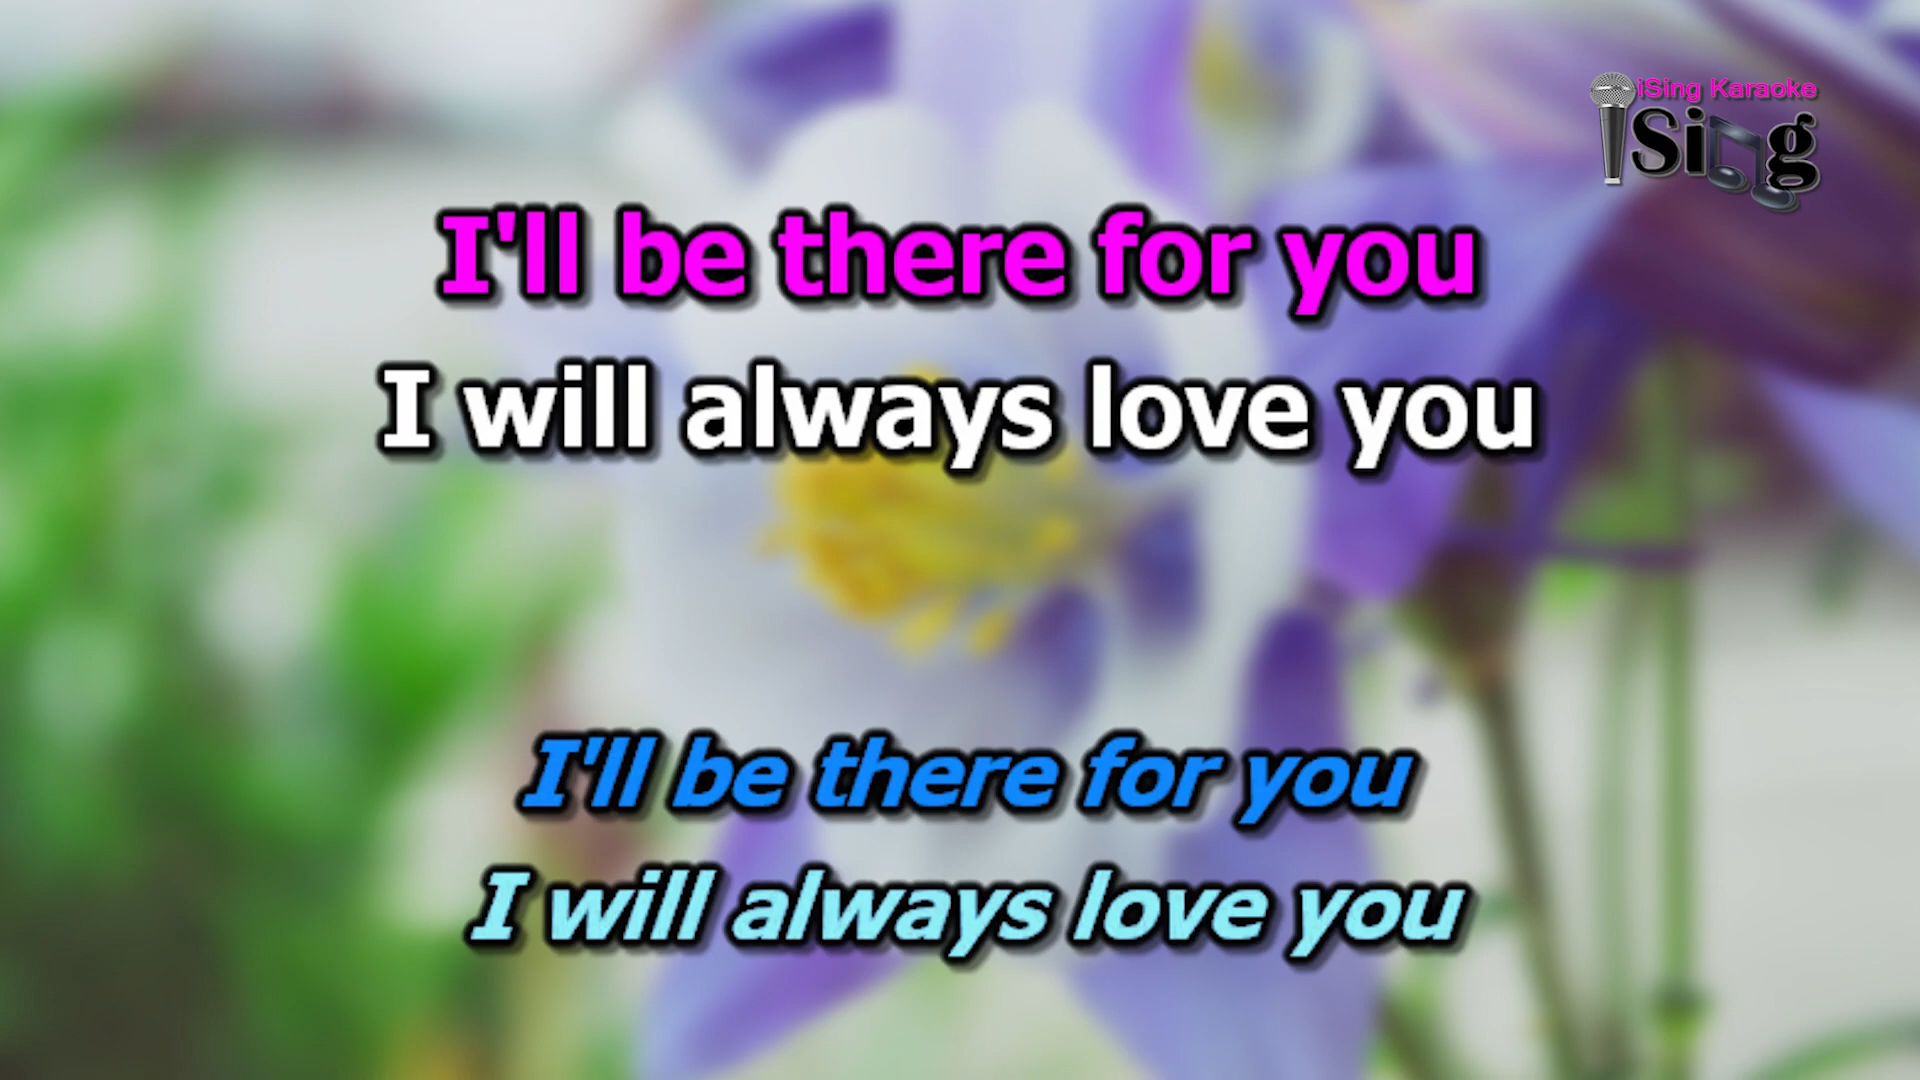 iSing Karaoke
iSing
I'll be there for you
I will always love you
I'll be there for you
I will always love you